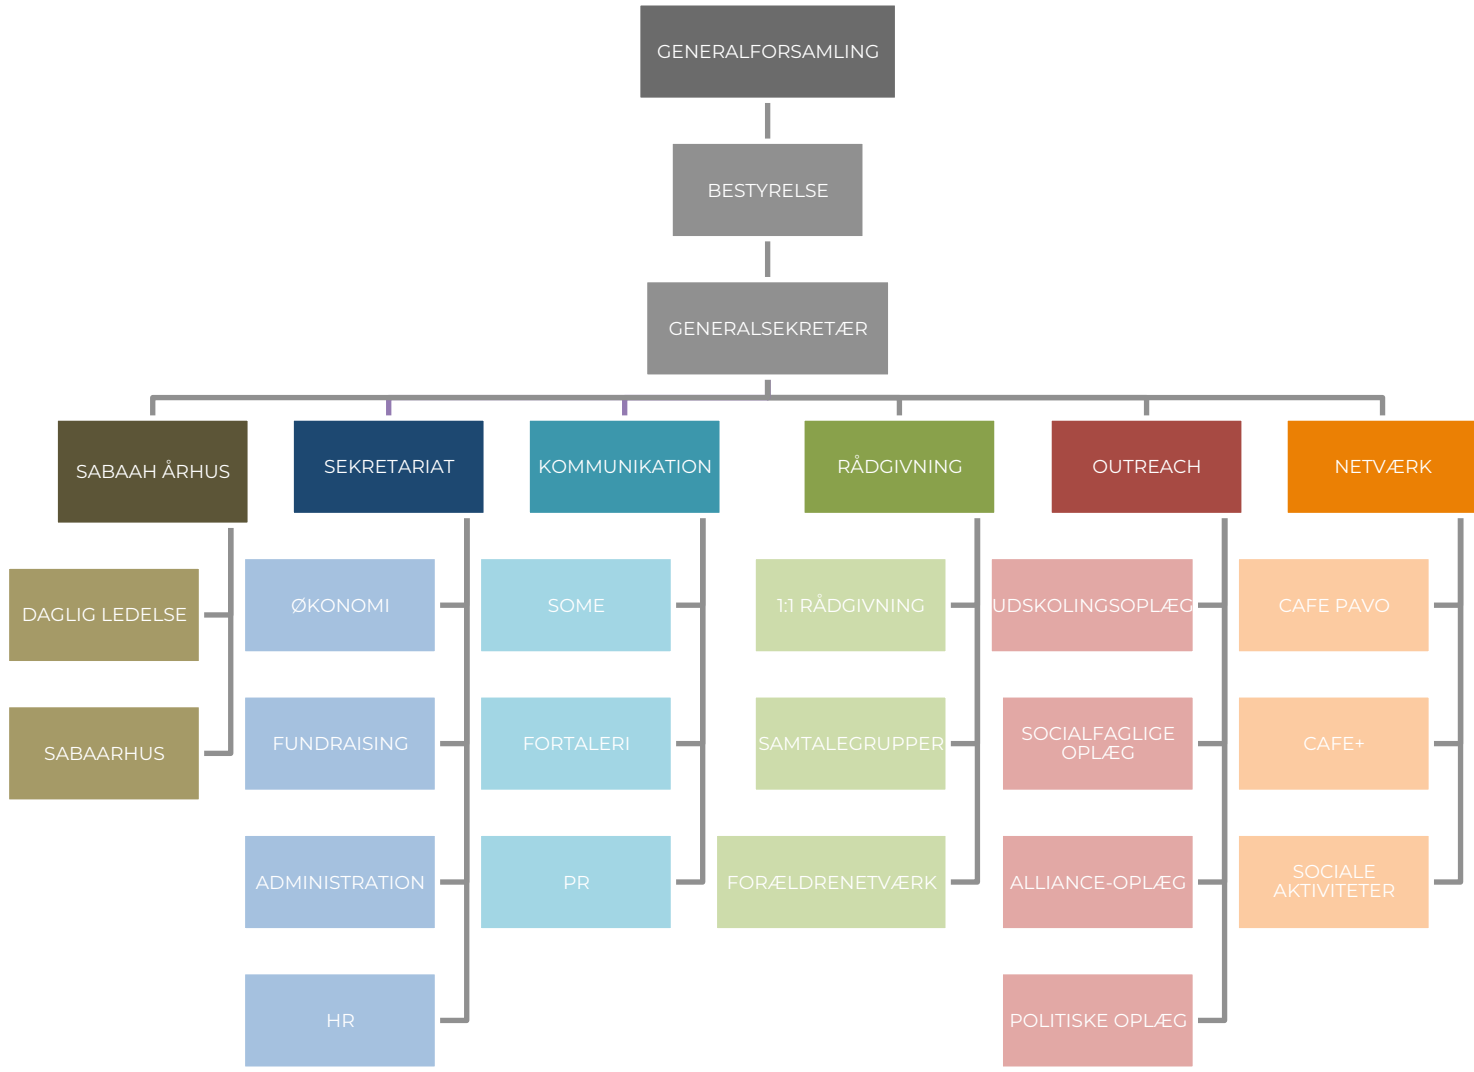 GENERALFORSAMLING
BESTYRELSE
GENERALSEKRETÆR
SABAAH ÅRHUS
DAGLIG LEDELSE
SABAARHUS
SEKRETARIAT
ØKONOMI
FUNDRAISING
ADMINISTRATION
HR
KOMMUNIKATION
SOME
FORTALERI
PR
RÅDGIVNING
1:1 RÅDGIVNING
SAMTALEGRUPPER
FORÆLDRENETVÆRK
OUTREACH
UDSKOLINGSOPLÆG
SOCIALFAGLIGE
OPLÆG
ALLIANCE-OPLÆG
POLITISKE OPLÆG
NETVÆRK
CAFE PAVO
CAFE+
SOCIALE
AKTIVITETER